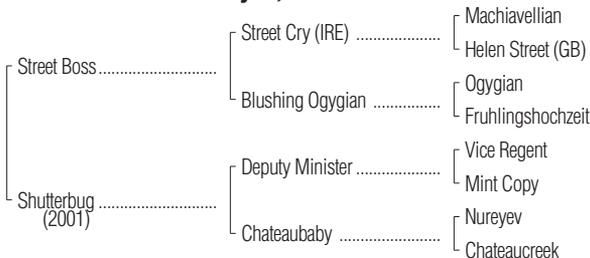 Machiavellian
Street Cry (IRE) ..................
Helen Street (GB)
Street Boss.........................
Ogygian
Blushing Ogygian ...............
Fruhlingshochzeit
Vice Regent
Deputy Minister ..................
Mint Copy
Shutterbug .........................
(2001)
Nureyev
Chateaubaby ......................
Chateaucreek